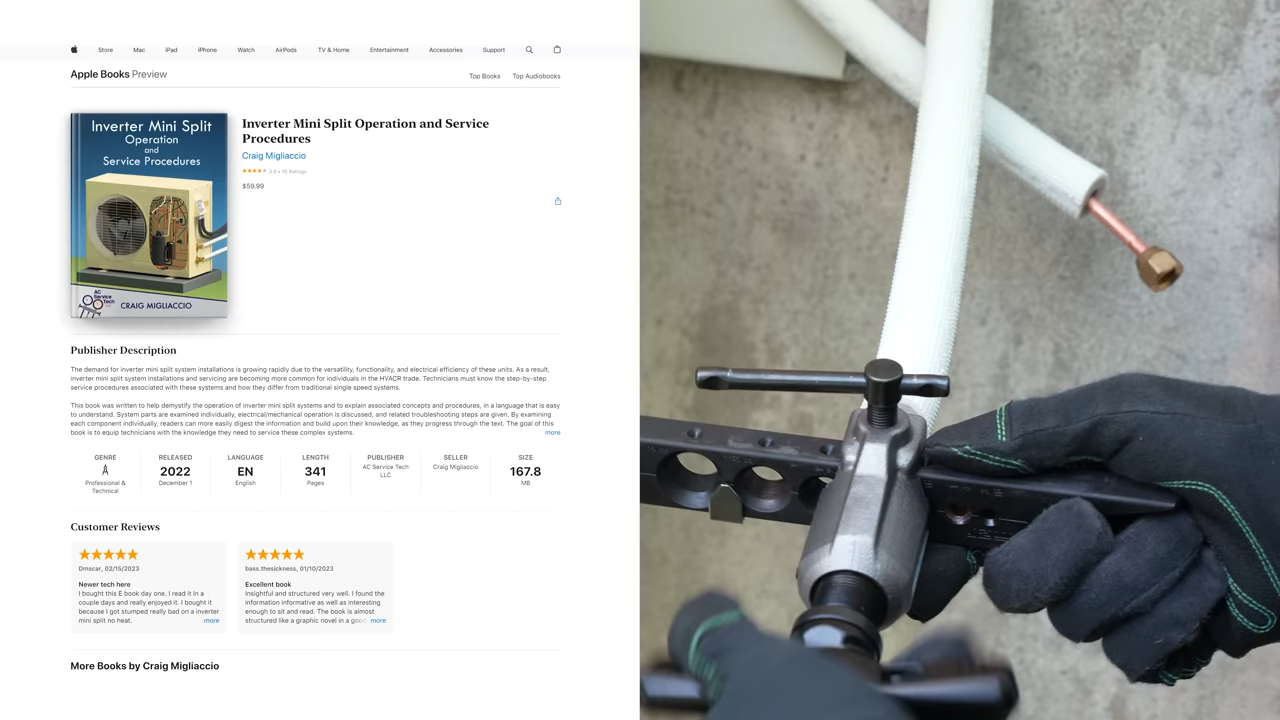 Store Mac iPad iPhone Watch AirPods TV & Home Entertainment Accessories Support
Apple Books Preview
Top Books Top Audiobooks
Inverter Mini Split
Operation
and
Service Procedures
AC
Service
Tech
CRAIG MIGLIACCIO
Inverter Mini Split Operation and Service
Procedures
Craig Migliaccio
3.8 • 18 Ratings
$59.99
Publisher Description
The demand for inverter mini split system installations is growing rapidly due to the versatility, functionality, and electrical efficiency of these units. As a result,
inverter mini split system installations and servicing are becoming more common for individuals in the HVACR trade. Technicians must know the step-by-step
service procedures associated with these systems and how they differ from traditional single speed systems.
This book was written to help demystify the operation of inverter mini split systems and to explain associated concepts and procedures, in a language that is easy
to understand. System parts are examined individually, electrical/mechanical operation is discussed, and related troubleshooting steps are given. By examining
each component individually, readers can more easily digest the information and build upon their knowledge, as they progress through the text. The goal of this
book is to equip technicians with the knowledge they need to service these complex systems. more
GENRE
Professional &
Technical
RELEASED
2022
December 1
LANGUAGE
EN
English
LENGTH
341
Pages
PUBLISHER
AC Service Tech
LLC
SELLER
Craig Migliaccio
SIZE
167.8
MB
Customer Reviews
Dmscar, 02/15/2023
Newer tech here
I bought this E book day one. I read it In a
couple days and really enjoyed it. I bought it
because I got stumped really bad on a inverter
mini split no heat. more
bass.thesickness, 01/10/2023
Excellent book
Insightful and structured very well. I found the
information informative as well as interesting
enough to sit and read. The book is almost
structured like a graphic novel in a good more
More Books by Craig Migliaccio